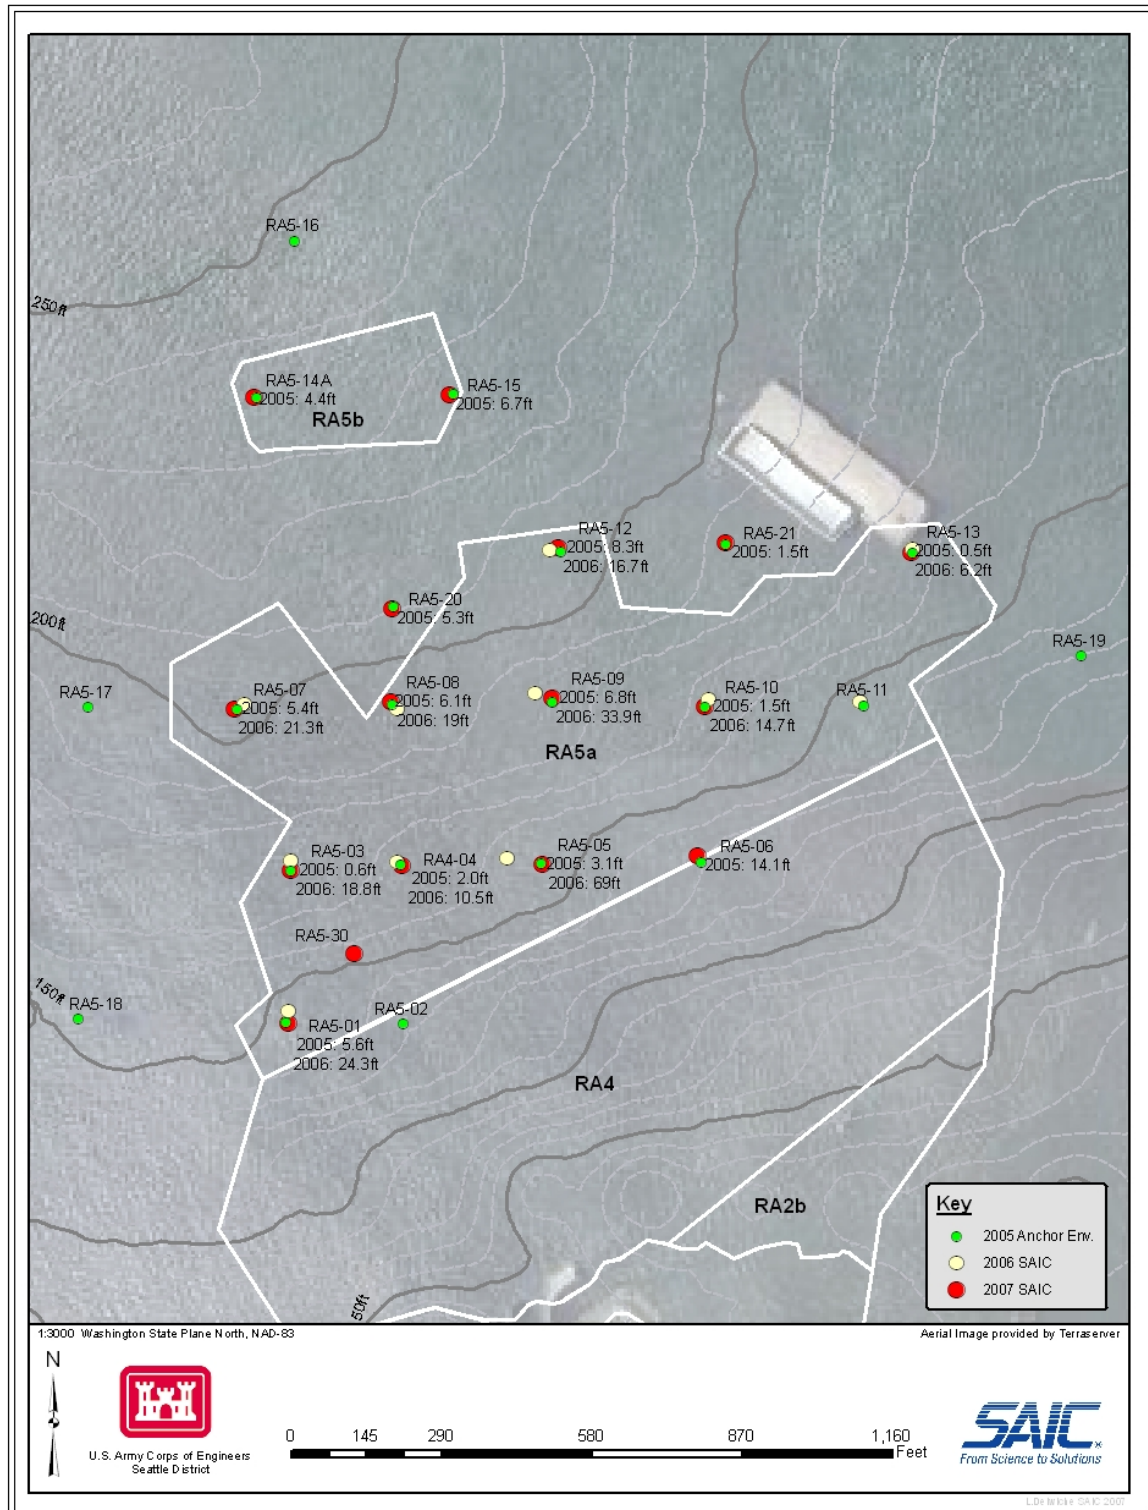 RA5-16
250ft
RA5-14A
2005: 4.4ft
RA5b
RA5-15
2005: 6.7ft
RA5-12
2005: 8.3ft
2006: 16.7ft
RA5-21
2005: 1.5ft
RA5-13
2005: 0.5ft
2006: 6.2ft
RA5-20
2005: 5.3ft
200ft
RA5-19
RA5-17
RA5-07
2005: 5.4ft
2006: 21.3ft
RA5-08
2005: 6.1ft
2006: 19ft
RA5-09
2005: 6.8ft
2006: 33.9ft
RA5-10
2005: 1.5ft
2006: 14.7ft
RA5-11
RA5a
RA5-03
2005: 0.6ft
2006: 18.8ft
RA4-04
2005: 2.0ft
2006: 10.5ft
RA5-05
2005: 3.1ft
2006: 69ft
RA5-06
2005: 14.1ft
RA5-30
150ft
RA5-18
RA5-01
2005: 5.6ft
2006: 24.3ft
RA5-02
RA4
RA2b
50ft
Key
2005 Anchor Env.
2006 SAIC
2007 SAIC
1:3000 Washington State Plane North, NAD-83
Aerial Image provided by Terraserver
N
U.S. Army Corps of Engineers
Seattle District
0 145 290 580 870 1,160
Feet
SAIC
From Science to Solutions